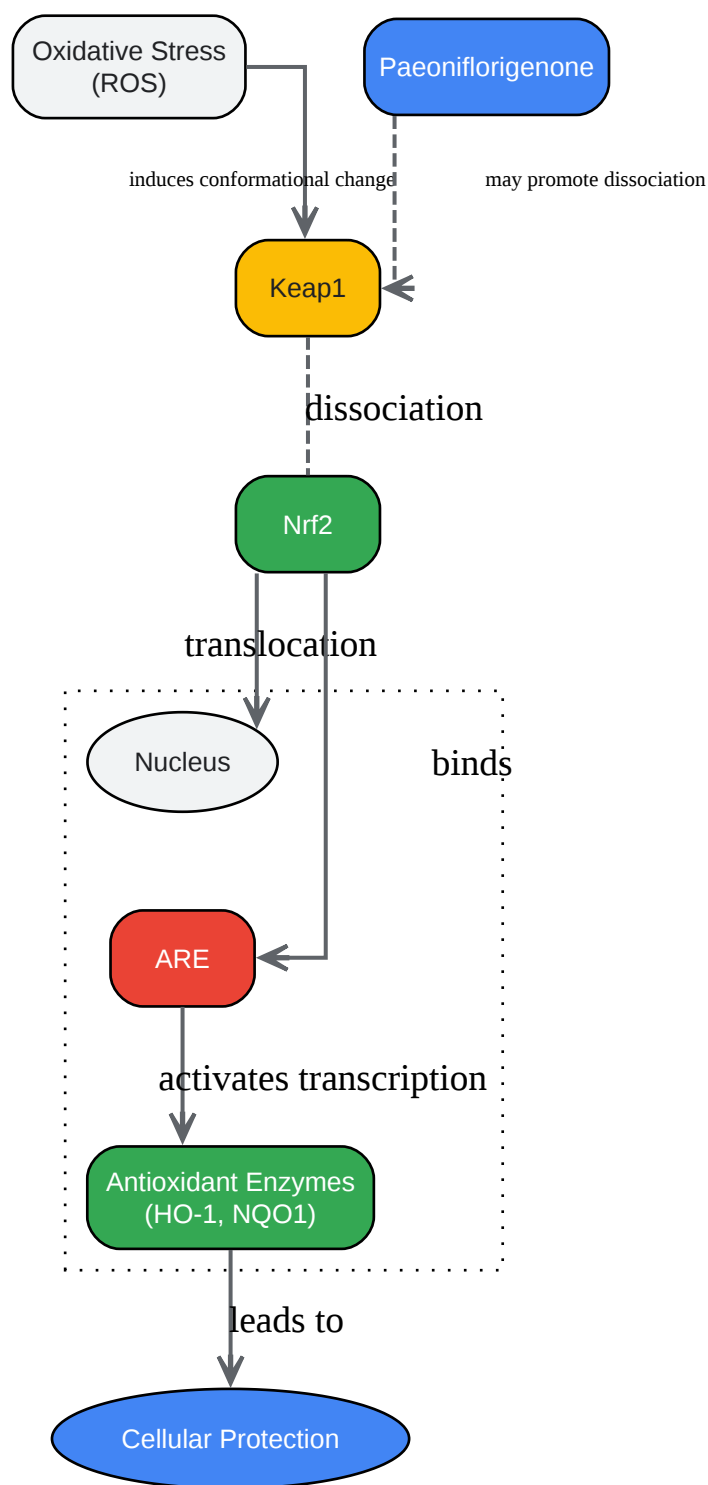 Oxidative Stress
(ROS)
Paeoniflorigenone
induces conformational change
may promote dissociation
Keap1
dissociation
Nrf2
translocation
Nucleus
binds
ARE
activates transcription
Antioxidant Enzymes
(HO-1, NQO1)
leads to
Cellular Protection